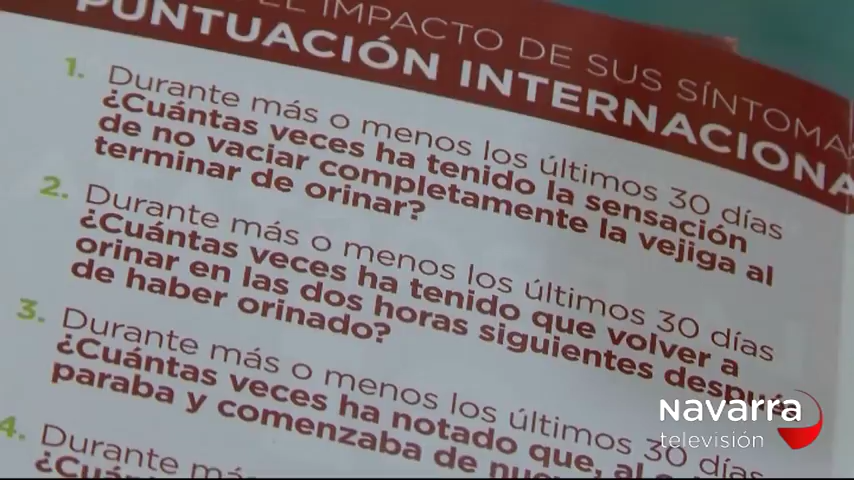 EL IMPACTO DE SUS SÍNTOMAS
PUNTUACIÓN INTERNACIONA
1. Durante más o menos los últimos 30 días
¿Cuántas veces ha tenido la sensación
de no vaciar completamente la vejiga al
terminar de orinar?
2. Durante más o menos los últimos 30 días
¿Cuántas veces ha tenido que volver a
orinar en las dos horas siguientes después
de haber orinado?
3. Durante más o menos los últimos 30 días
¿Cuántas veces ha notado que, al
paraba y comenzaba de
4. Durante más
Navarra
televisión